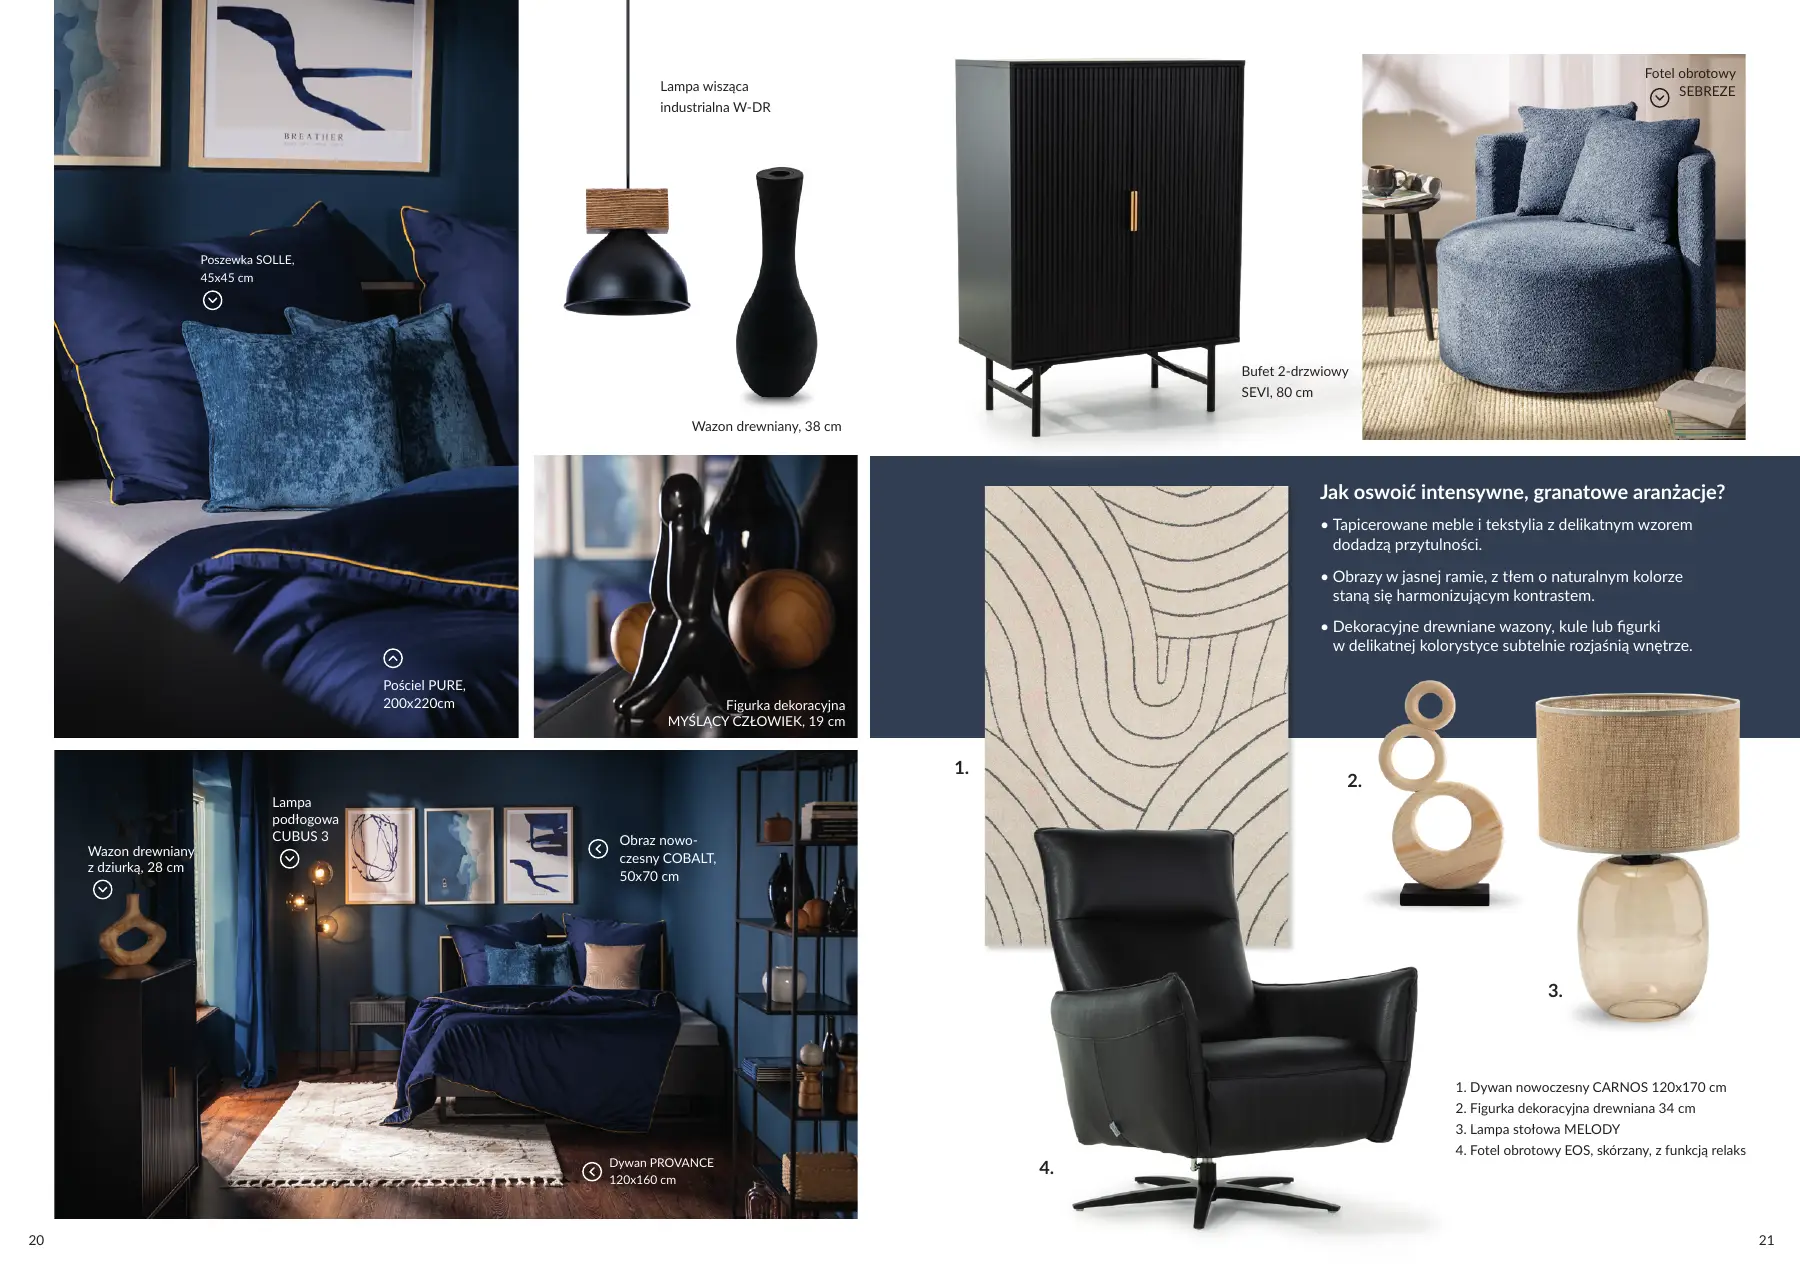 BREATHER
Poszewka SOLLE,
45x45 cm
Pościel PURE,
200x220cm
Lampa wisząca
industrialna W-DR
Wazon drewniany, 38 cm
Figurka dekoracyjna
MYŚLĄCY CZŁOWIEK, 19 cm
Wazon drewniany
z dziurką, 28 cm
Lampa
podłogowa
CUBUS 3
Obraz nowo-
czesny COBALT,
50x70 cm
Dywan PROVANCE
120x160 cm
20
Bufet 2-drzwiowy
SEVI, 80 cm
Fotel obrotowy
SEBREZE
Jak oswoić intensywne, granatowe aranżacje?
• Tapicerowane meble i tekstylia z delikatnym wzorem
dodadzą przytulności.
• Obrazy w jasnej ramie, z tłem o naturalnym kolorze
staną się harmonizującym kontrastem.
• Dekoracyjne drewniane wazony, kule lub figurki
w delikatnej kolorystyce subtelnie rozjaśnią wnętrze.
1.
2.
3.
4.
1. Dywan nowoczesny CARNOS 120x170 cm
2. Figurka dekoracyjna drewniana 34 cm
3. Lampa stołowa MELODY
4. Fotel obrotowy EOS, skórzany, z funkcją relaks
21